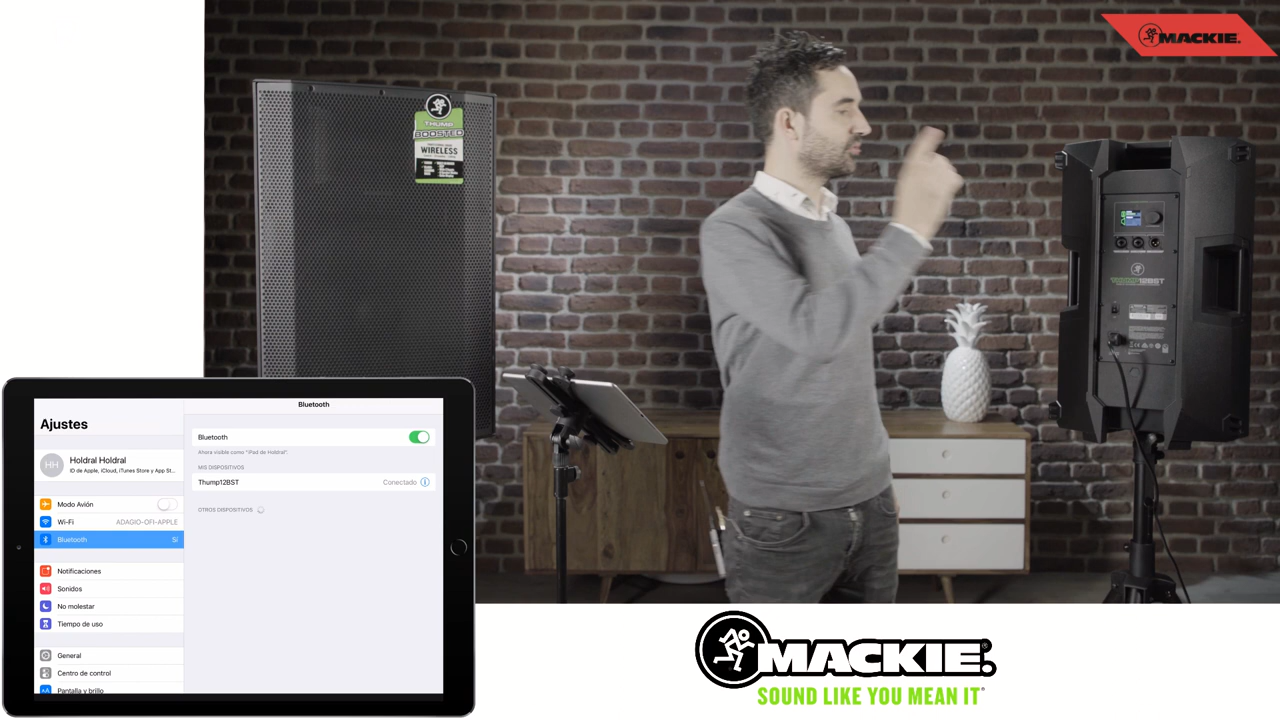 MACKIE.
THUMP
BOOSTED
WIRELESS
THUMP12BST
Bluetooth
Ajustes
HH
Holdral Holdral
ID de Apple, iCloud, iTunes Store y App St...
Modo Avión
Wi-Fi ADAGIO-OFI-APPLE
Bluetooth Sí
Notificaciones
Sonidos
No molestar
Tiempo de uso
General
Centro de control
AA Pantalla y brillo
Bluetooth
Ahora visible como "iPad de Holdral".
MIS DISPOSITIVOS
Thump12BST Conectado
OTROS DISPOSITIVOS
MACKIE.
SOUND LIKE YOU MEAN IT®